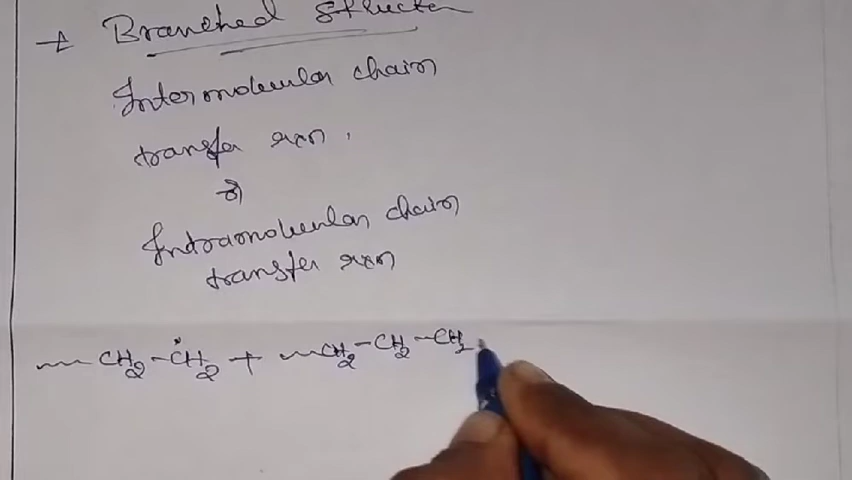 → Branched structure
Intermolecular chain
transfer rxn.
or
Intramolecular chain
transfer rxn
~~ CH₂ - ĊH₂ + ~~ CH₂ - CH₂ - CH₂